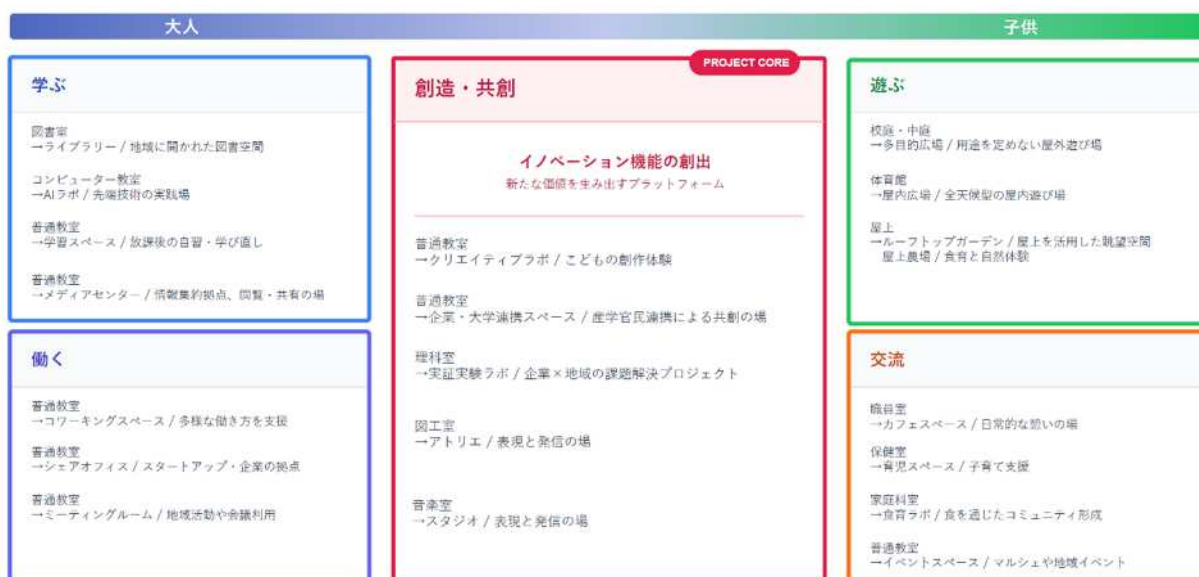 大人
子供
学ぶ
図書室
→ライブラリー / 地域に開かれた図書空間
コンピューター教室
→AIラボ / 先端技術の実践場
普通教室
→学習スペース / 放課後の自習・学び直し
普通教室
→メディアセンター / 情報集約拠点、閲覧・共有の場
働く
普通教室
→コワーキングスペース / 多様な働き方を支援
普通教室
→シェアオフィス / スタートアップ・企業の拠点
普通教室
→ミーティングルーム / 地域活動や会議利用
PROJECT CORE
創造・共創
イノベーション機能の創出
新たな価値を生み出すプラットフォーム
普通教室
→クリエイティブラボ / こどもの創作体験
普通教室
→企業・大学連携スペース / 産学官民連携による共創の場
理科室
→実証実験ラボ / 企業×地域の課題解決プロジェクト
図工室
→アトリエ / 表現と発信の場
音楽室
→スタジオ / 表現と発信の場
遊ぶ
校庭・中庭
→多目的広場 / 用途を定めない屋外遊び場
体育館
→屋内広場 / 全天候型の屋内遊び場
屋上
→ルーフトップガーデン / 屋上を活用した眺望空間
屋上農場 / 食育と自然体験
交流
職員室
→カフェスペース / 日常的な憩いの場
保健室
→育児スペース / 子育て支援
家庭科室
→食育ラボ / 食を通じたコミュニティ形成
普通教室
→イベントスペース / マルシェや地域イベント